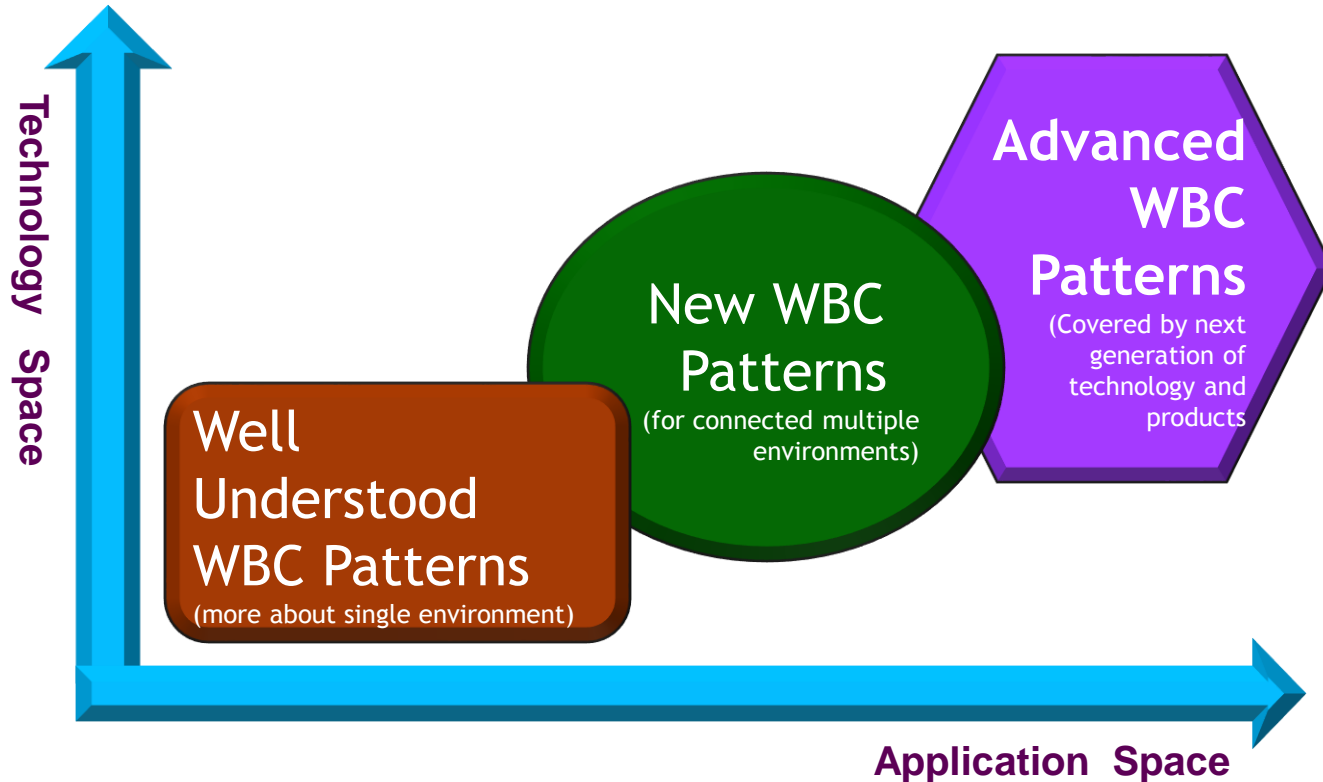 Technology Space
Advanced
WBC
Patterns
(Covered by next
generation of
technology and
products
New WBC
Patterns
(for connected multiple
environments)
Well
Understood
WBC Patterns
(more about single environment)
Application Space